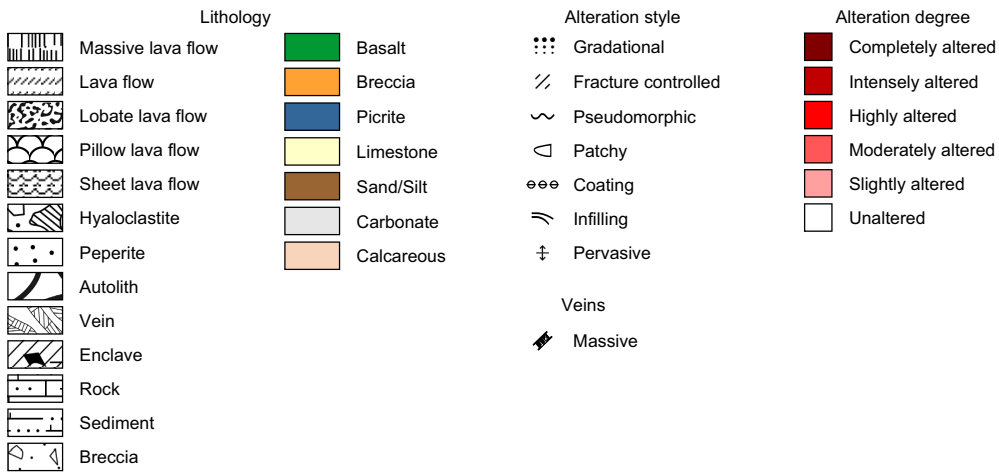 Lithology
Massive lava flow
Lava flow
Lobate lava flow
Pillow lava flow
Sheet lava flow
Hyaloclastite
Peperite
Autolith
Vein
Enclave
Rock
Sediment
Breccia
Basalt
Breccia
Picrite
Limestone
Sand/Silt
Carbonate
Calcareous
Alteration style
Gradational
Fracture controlled
Pseudomorphic
Patchy
Coating
Infilling
Pervasive
Veins
Massive
Alteration degree
Completely altered
Intensely altered
Highly altered
Moderately altered
Slightly altered
Unaltered